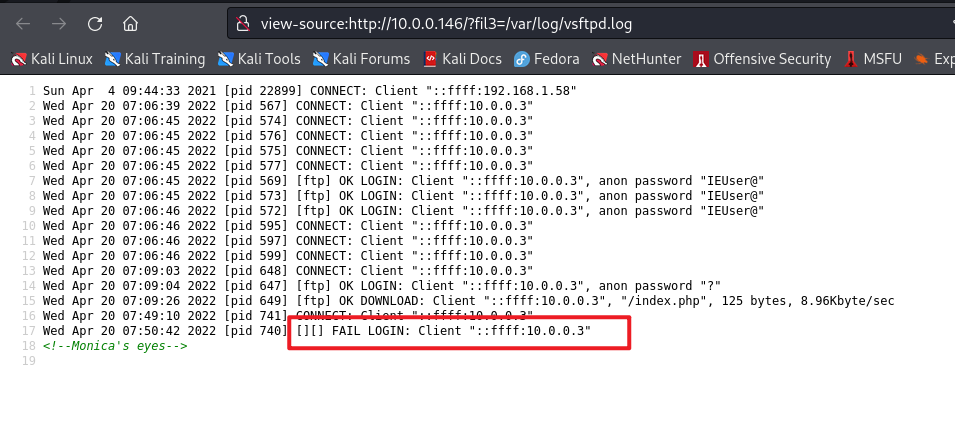 view-source:http://10.0.0.146/?fil3=/var/log/vsftpd.log
Kali Linux Kali Training Kali Tools Kali Forums Kali Docs Fedora NetHunter Offensive Security MSFU Exp
1 Sun Apr  4 09:44:33 2021 [pid 22899] CONNECT: Client "::ffff:192.168.1.58"
2 Wed Apr 20 07:06:39 2022 [pid 567] CONNECT: Client "::ffff:10.0.0.3"
3 Wed Apr 20 07:06:45 2022 [pid 574] CONNECT: Client "::ffff:10.0.0.3"
4 Wed Apr 20 07:06:45 2022 [pid 576] CONNECT: Client "::ffff:10.0.0.3"
5 Wed Apr 20 07:06:45 2022 [pid 575] CONNECT: Client "::ffff:10.0.0.3"
6 Wed Apr 20 07:06:45 2022 [pid 577] CONNECT: Client "::ffff:10.0.0.3"
7 Wed Apr 20 07:06:45 2022 [pid 569] [ftp] OK LOGIN: Client "::ffff:10.0.0.3", anon password "IEUser@"
8 Wed Apr 20 07:06:45 2022 [pid 573] [ftp] OK LOGIN: Client "::ffff:10.0.0.3", anon password "IEUser@"
9 Wed Apr 20 07:06:46 2022 [pid 572] [ftp] OK LOGIN: Client "::ffff:10.0.0.3", anon password "IEUser@"
10 Wed Apr 20 07:06:46 2022 [pid 595] CONNECT: Client "::ffff:10.0.0.3"
11 Wed Apr 20 07:06:46 2022 [pid 597] CONNECT: Client "::ffff:10.0.0.3"
12 Wed Apr 20 07:06:46 2022 [pid 599] CONNECT: Client "::ffff:10.0.0.3"
13 Wed Apr 20 07:09:03 2022 [pid 648] CONNECT: Client "::ffff:10.0.0.3"
14 Wed Apr 20 07:09:04 2022 [pid 647] [ftp] OK LOGIN: Client "::ffff:10.0.0.3", anon password "?"
15 Wed Apr 20 07:09:26 2022 [pid 649] [ftp] OK DOWNLOAD: Client "::ffff:10.0.0.3", "/index.php", 125 bytes, 8.96Kbyte/sec
16 Wed Apr 20 07:49:10 2022 [pid 741] CONNECT: Client "::ffff:10.0.0.3"
17 Wed Apr 20 07:50:42 2022 [pid 740] [][] FAIL LOGIN: Client "::ffff:10.0.0.3"
18 <!--Monica's eyes-->
19